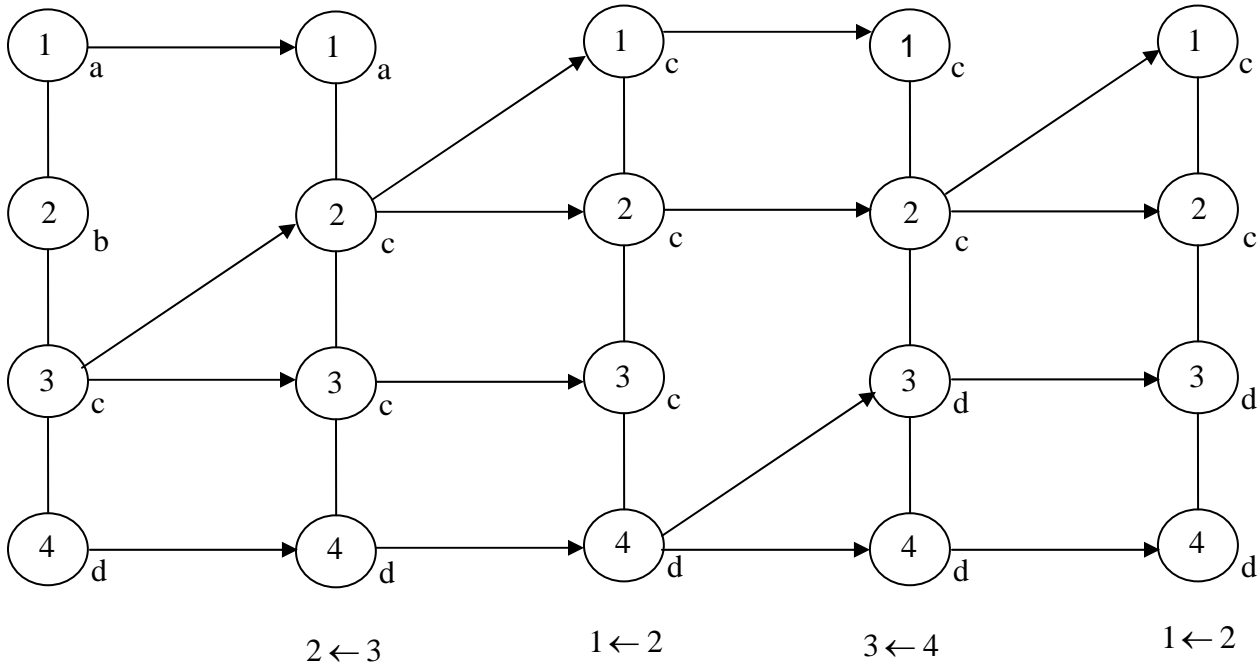 1 1 1 1 1
a a c c c
2 2 2 2 2
b c c c c
3 3 3 3 3
c c c d d
4 4 4 4 4
d d d d d
2 ← 3 1 ← 2 3 ← 4 1 ← 2